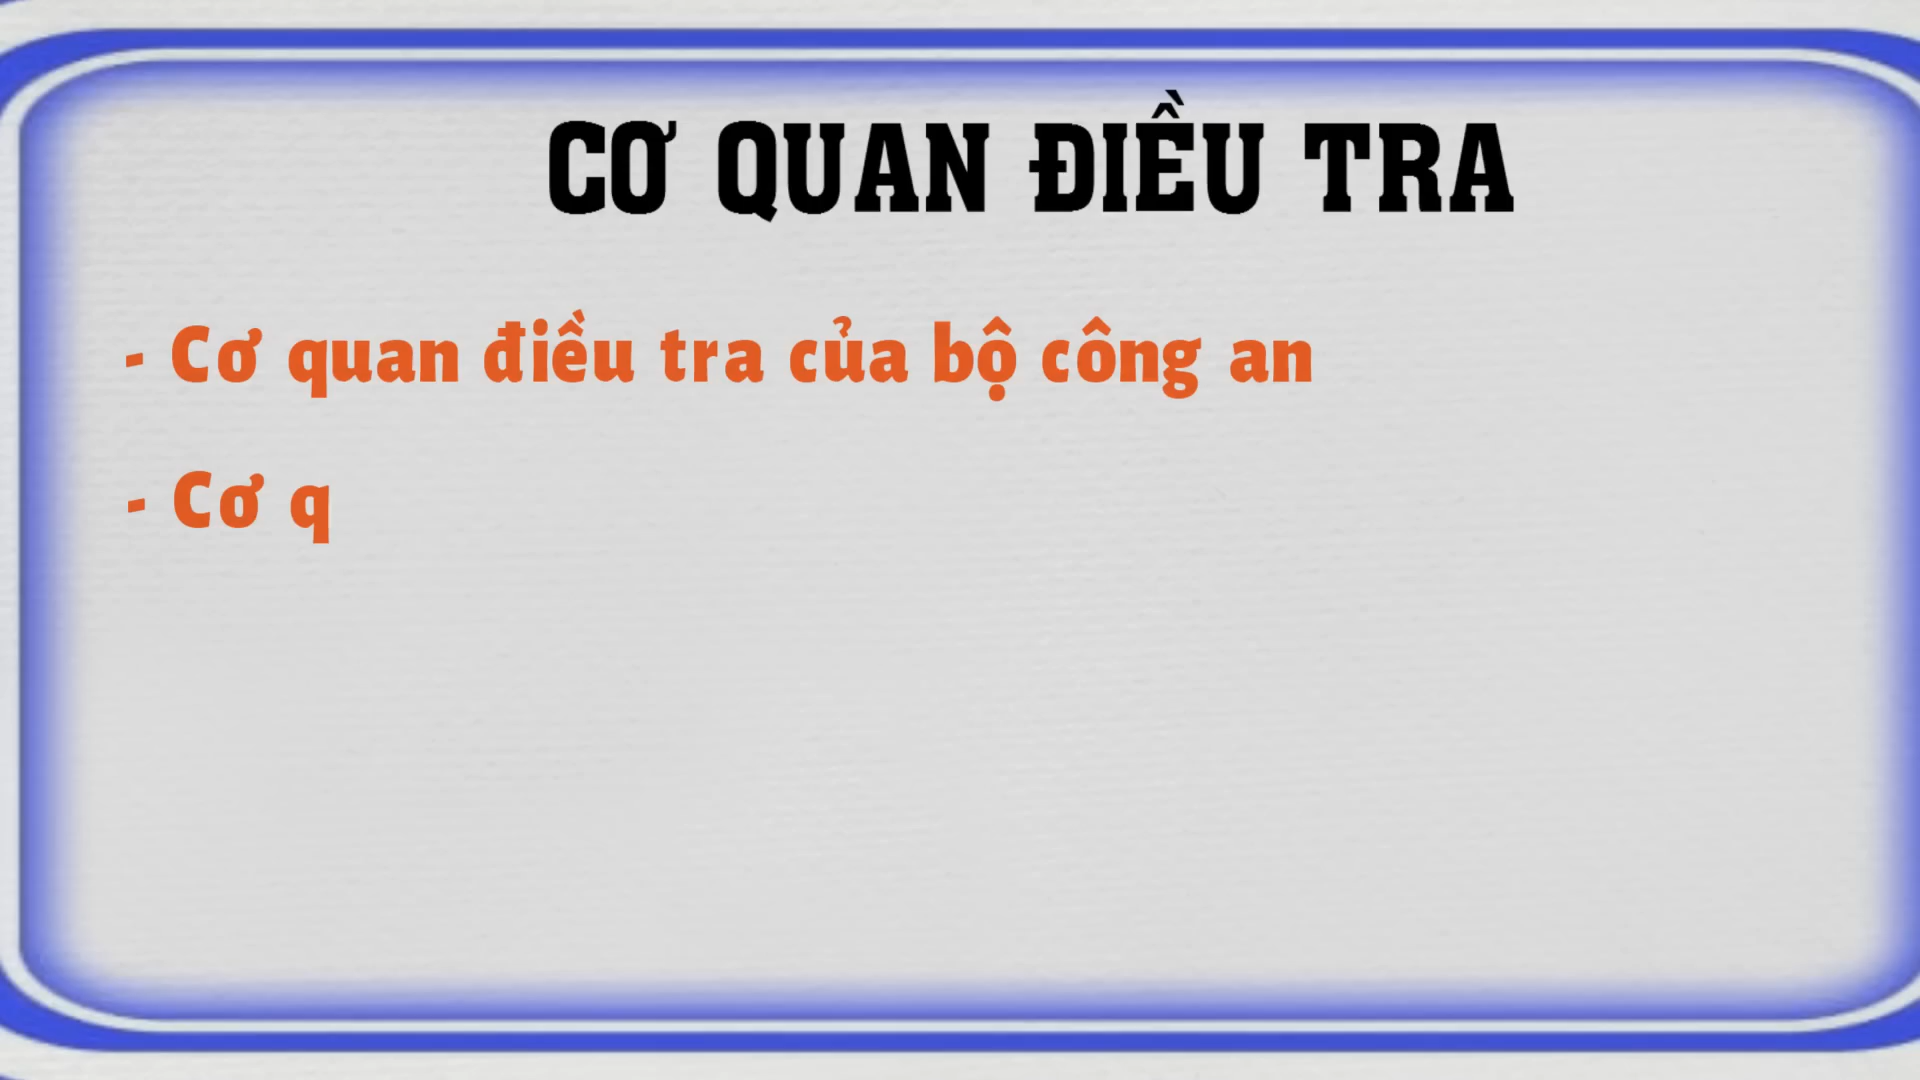 CƠ QUAN ĐIỀU TRA
- Cơ quan điều tra của bộ công an
- Cơ q